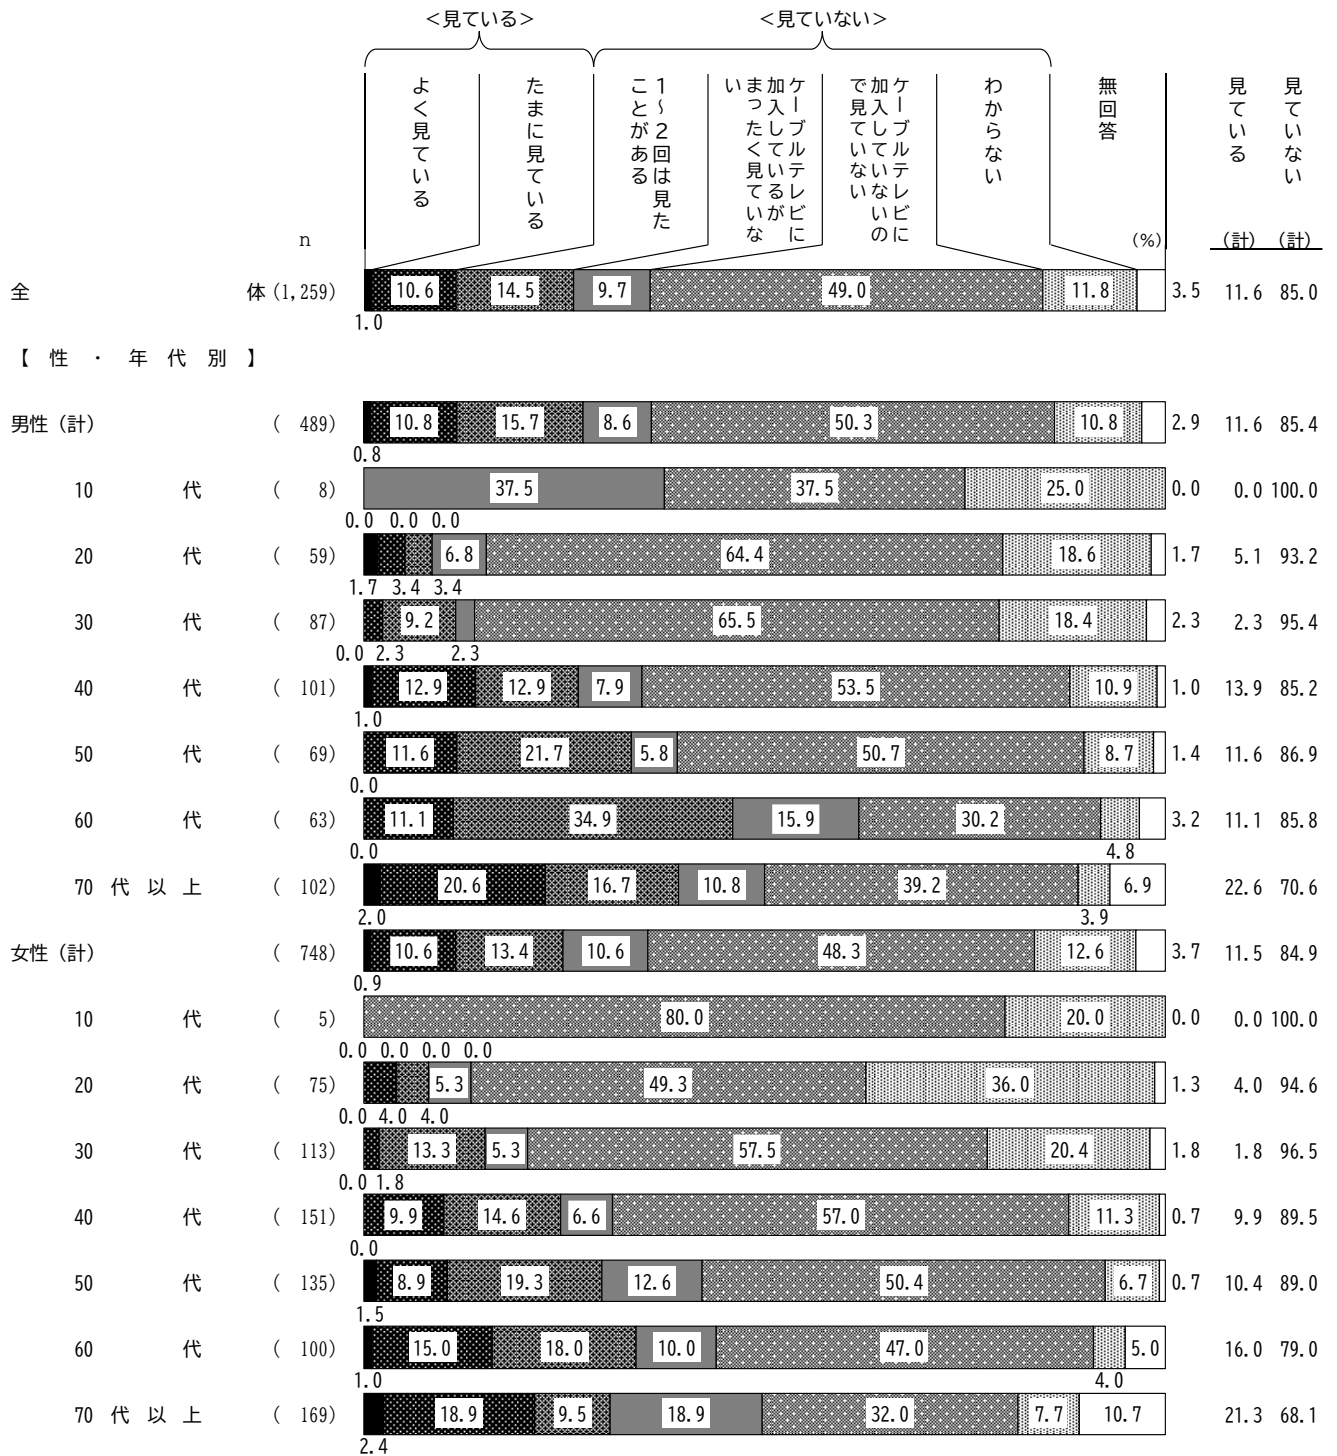 ＜見ている＞ ＜見ていない＞
よく見ている
たまに見ている
１～２回は見た
ことがある
ケーブルテレビに
加入しているが
まったく見ていな
い
ケーブルテレビに
加入していないの
で見ていない
わからない
無回答
見ている
見ていない
n (%) (計) (計)
全体 (1,259) 10.6 14.5 9.7 49.0 11.8 3.5 11.6 85.0
1.0
【性・年代別】
男性（計） ( 489) 10.8 15.7 8.6 50.3 10.8 2.9 11.6 85.4
0.8
10代 ( 8) 37.5 37.5 25.0 0.0 0.0 100.0
0.0 0.0 0.0
20代 ( 59) 6.8 64.4 18.6 1.7 5.1 93.2
1.7 3.4 3.4
30代 ( 87) 9.2 65.5 18.4 2.3 2.3 95.4
0.0 2.3 2.3
40代 ( 101) 12.9 12.9 7.9 53.5 10.9 1.0 13.9 85.2
1.0
50代 ( 69) 11.6 21.7 5.8 50.7 8.7 1.4 11.6 86.9
0.0
60代 ( 63) 11.1 34.9 15.9 30.2 3.2 11.1 85.8
0.0 4.8
70代以上 ( 102) 20.6 16.7 10.8 39.2 6.9 22.6 70.6
2.0 3.9
女性（計） ( 748) 10.6 13.4 10.6 48.3 12.6 3.7 11.5 84.9
0.9
10代 ( 5) 80.0 20.0 0.0 0.0 100.0
0.0 0.0 0.0 0.0
20代 ( 75) 5.3 49.3 36.0 1.3 4.0 94.6
0.0 4.0 4.0
30代 ( 113) 13.3 5.3 57.5 20.4 1.8 1.8 96.5
0.0 1.8
40代 ( 151) 9.9 14.6 6.6 57.0 11.3 0.7 9.9 89.5
0.0
50代 ( 135) 8.9 19.3 12.6 50.4 6.7 0.7 10.4 89.0
1.5
60代 ( 100) 15.0 18.0 10.0 47.0 5.0 16.0 79.0
1.0 4.0
70代以上 ( 169) 18.9 9.5 18.9 32.0 7.7 10.7 21.3 68.1
2.4